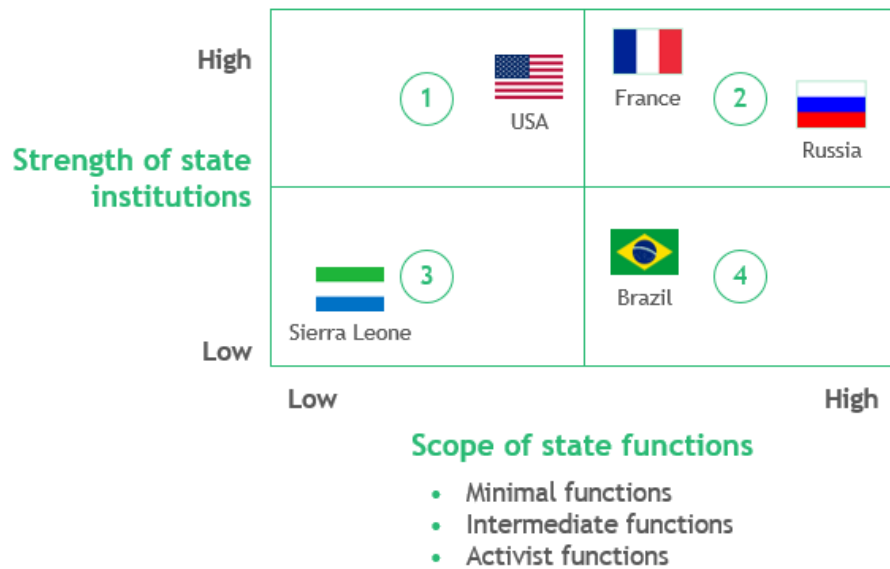 High
1
USA
France
2
Russia
Strength of state
institutions
3
Sierra Leone
Brazil
4
Low
Low
High
Scope of state functions
• Minimal functions
• Intermediate functions
• Activist functions